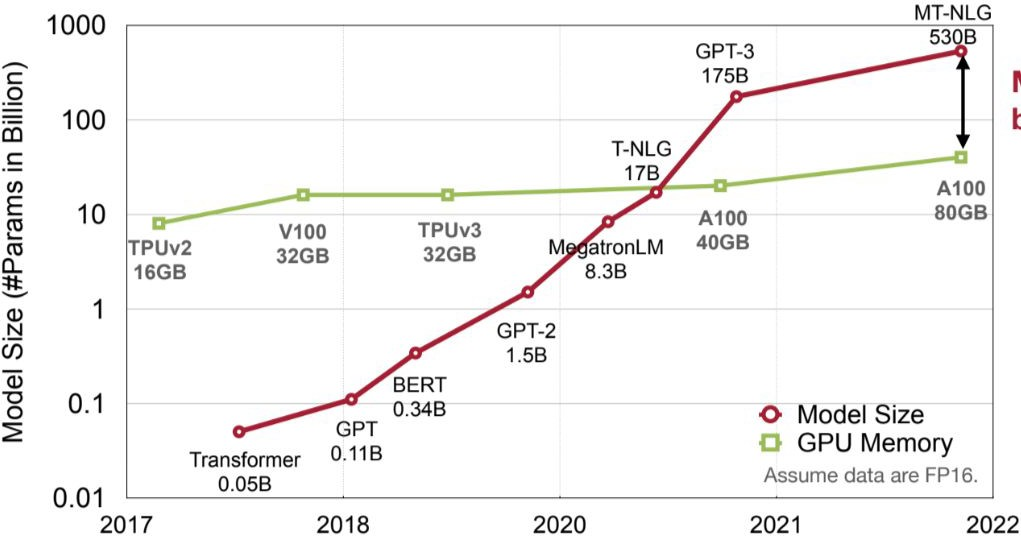 MT-NLG
530B
1000
GPT-3
175B
100
T-NLG
17B
A100
80GB
10
TPUv2
16GB
V100
32GB
TPUv3
32GB
A100
40GB
MegatronLM
8.3B
1
GPT-2
1.5B
BERT
0.34B
0.1
GPT
0.11B
Transformer
0.05B
Model Size
GPU Memory
Assume data are FP16.
0.01
2017
2018
2020
2021
2022
Model Size (#Params in Billion)